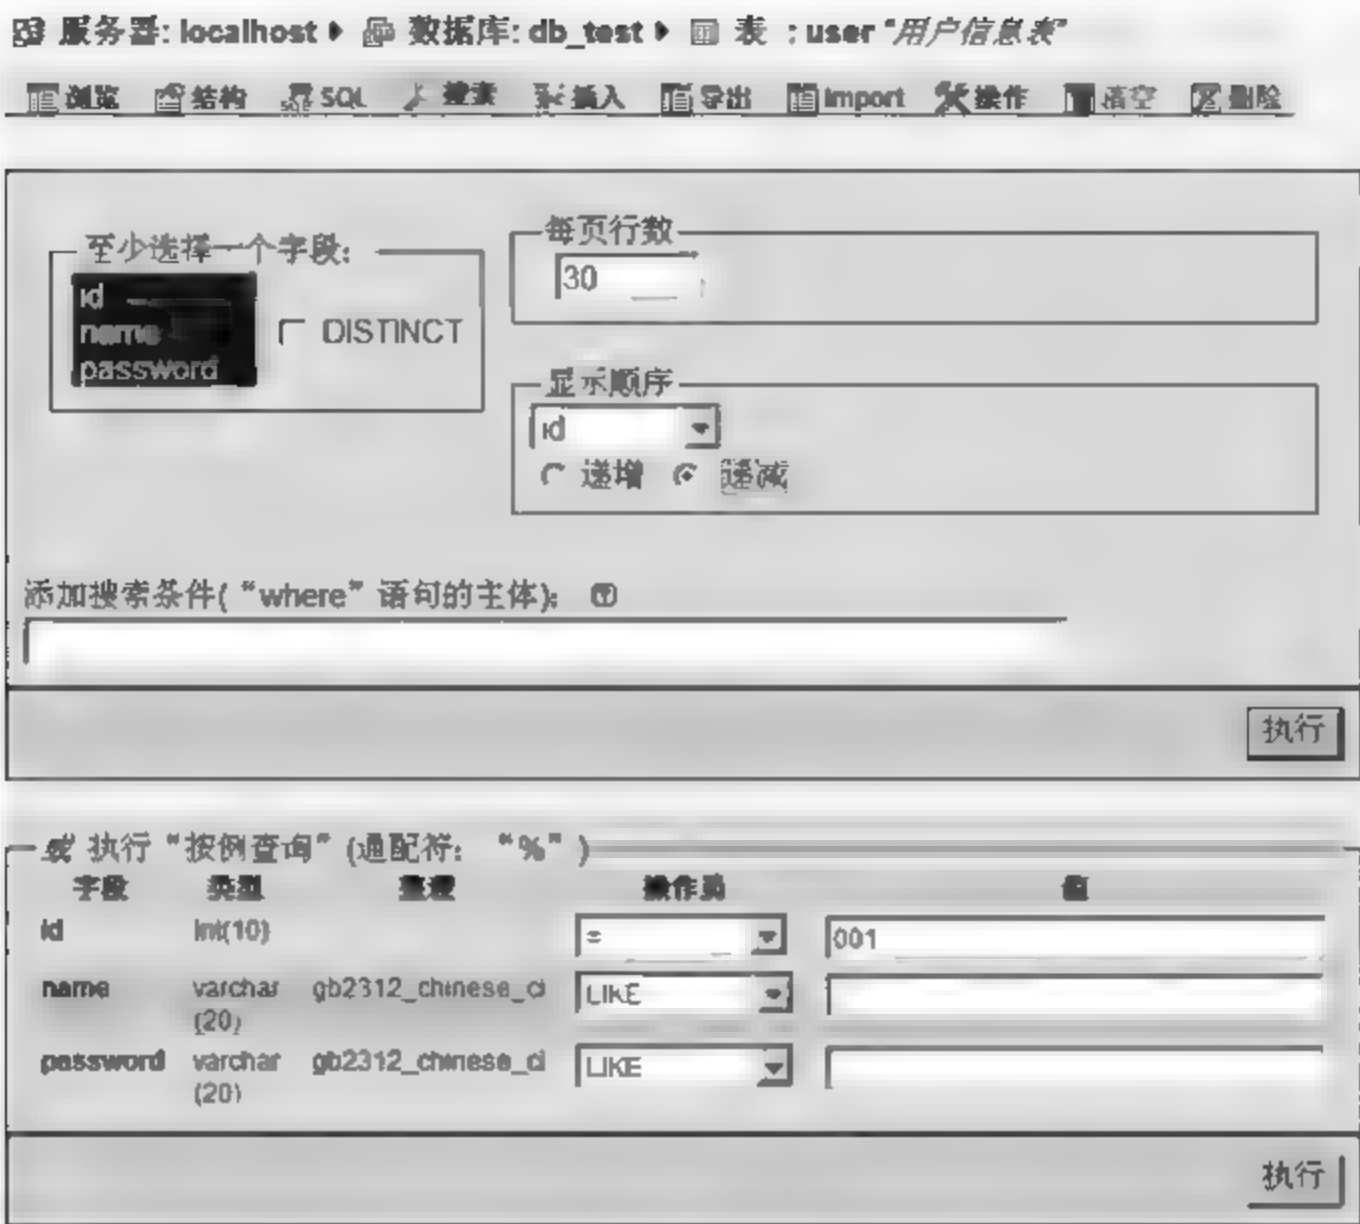 服务器: localhost 数据库: db_test 表 : user “用户信息表”
浏览 结构 SQL 搜索 插入 导出 Import 操作 清空 删除
至少选择一个字段:
id
name
password
DISTINCT
每页行数
30
显示顺序
id
递增 递减
添加搜索条件(“where”语句的主体):
执行
或 执行“按例查询”(通配符: “%”)
字段 类型 整理 操作员 值
id int(10) = 001
name varchar gb2312_chinese_ci LIKE
(20)
password varchar gb2312_chinese_ci LIKE
(20)
执行